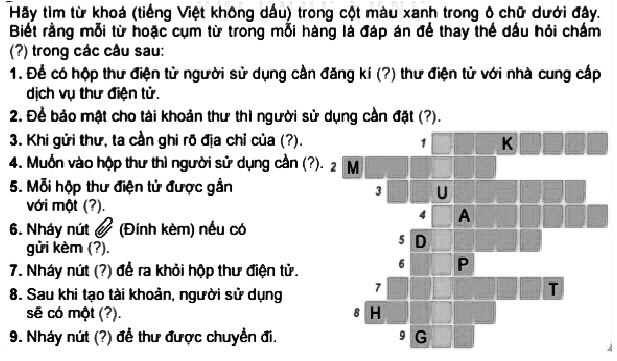 Hãy tìm từ khoá (tiếng Việt không dấu) trong cột màu xanh trong ô chữ dưới đây.
Biết rằng mỗi từ hoặc cụm từ trong mỗi hàng là đáp án để thay thế dấu hỏi chấm
(?) trong các câu sau:
1. Để có hộp thư điện tử người sử dụng cần đăng kí (?) thư điện tử với nhà cung cấp
dịch vụ thư điện tử.
2. Để bảo mật cho tài khoản thư thì người sử dụng cần đặt (?).
3. Khi gửi thư, ta cần ghi rõ địa chỉ của (?).
4. Muốn vào hộp thư thì người sử dụng cần (?).
5. Mỗi hộp thư điện tử được gắn
với một (?).
6. Nháy nút (Đính kèm) nếu có
gửi kèm (?).
7. Nháy nút (?) để ra khỏi hộp thư điện tử.
8. Sau khi tạo tài khoản, người sử dụng
sẽ có một (?).
9. Nháy nút (?) để thư được chuyển đi.
1 K
2 M
3 U
4 A
5 D
6 P
7 T
8 H
9 G